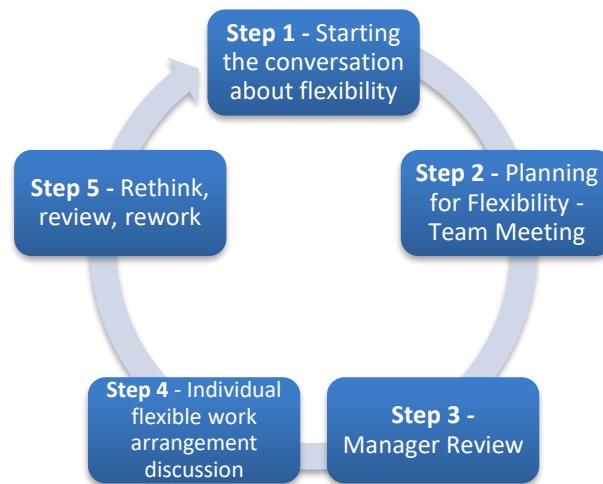 Step 1 - Starting
the conversation
about flexibility
Step 2 - Planning
for Flexibility -
Team Meeting
Step 3 -
Manager Review
Step 4 - Individual
flexible work
arrangement
discussion
Step 5 - Rethink,
review, rework